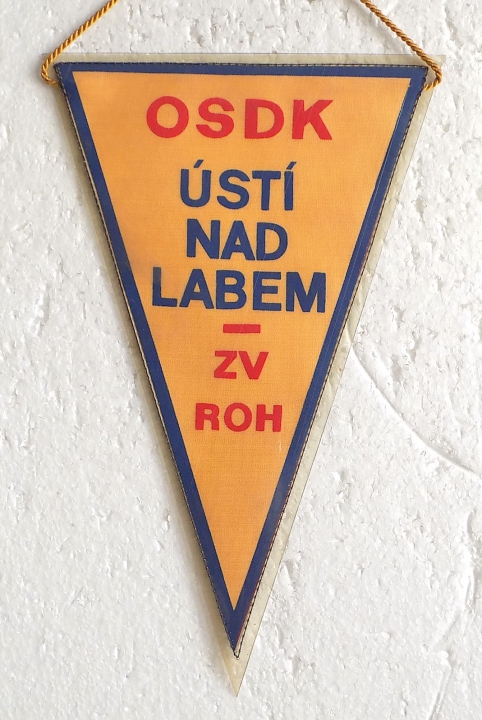 OSDK
ÚSTÍ
NAD
LABEM
—
ZV
ROH